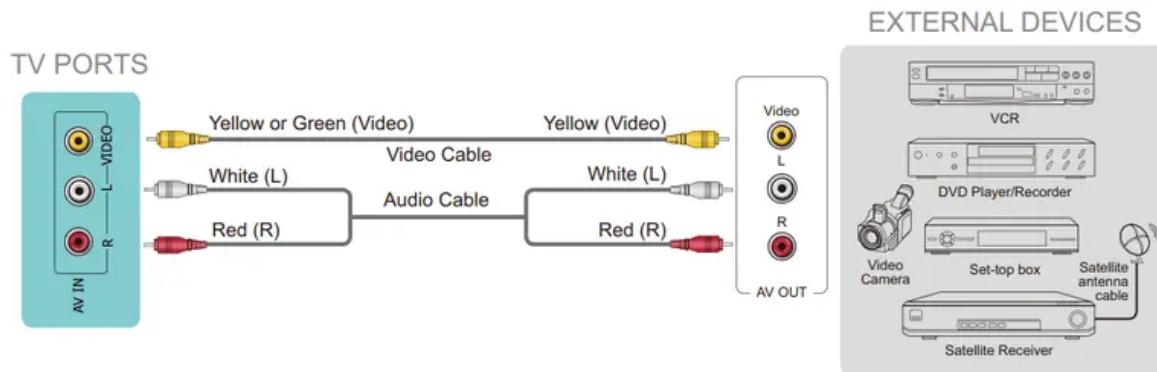 EXTERNAL DEVICES
TV PORTS
VIDEO
L
R
AV IN
Yellow or Green (Video)
Yellow (Video)
Video Cable
White (L)
White (L)
Audio Cable
Red (R)
Red (R)
Video
L
R
AV OUT
VCR
DVD Player/Recorder
Video
Camera
Set-top box
Satellite
antenna
cable
Satellite Receiver